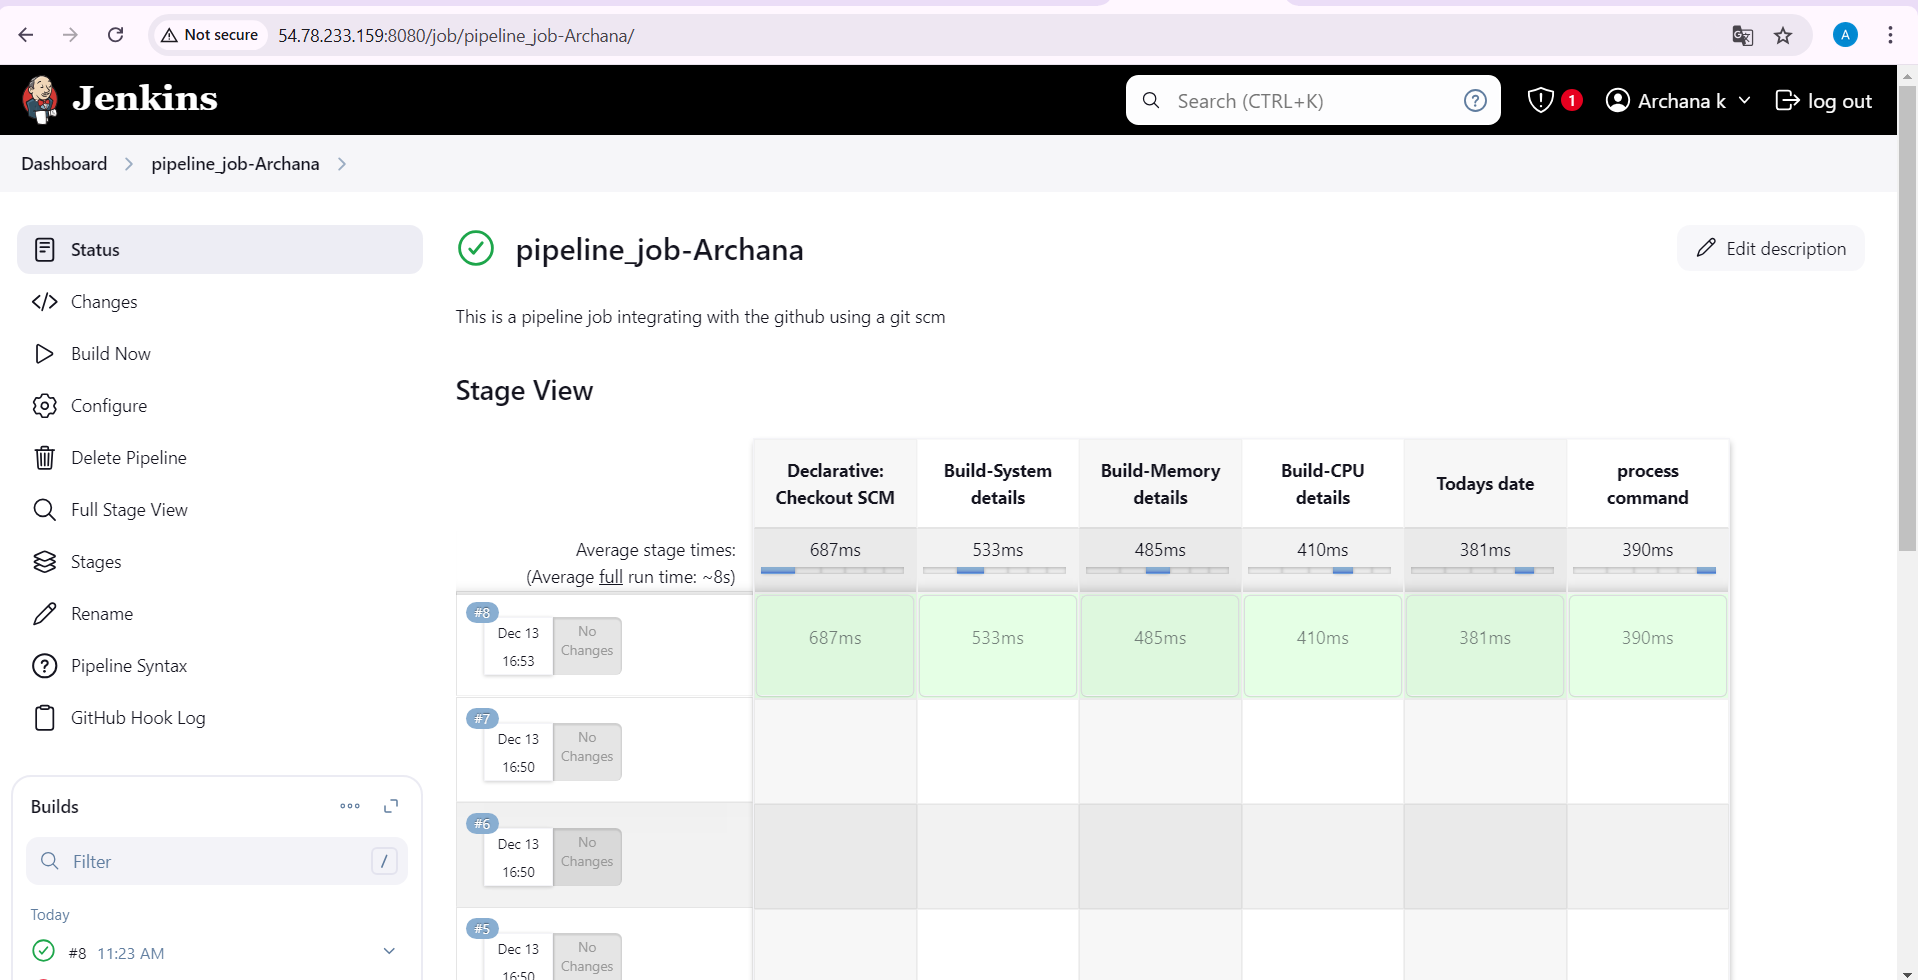 Not secure
54.78.233.159:8080/job/pipeline_job-Archana/
A
Jenkins
Search (CTRL+K)
?
1
Archana k
log out
Dashboard
pipeline_job-Archana
Status
Changes
Build Now
Configure
Delete Pipeline
Full Stage View
Stages
Rename
Pipeline Syntax
GitHub Hook Log
Builds
Filter
/
Today
#8 11:23 AM
pipeline_job-Archana
Edit description
This is a pipeline job integrating with the github using a git scm
Stage View
Declarative:
Checkout SCM
Build-System
details
Build-Memory
details
Build-CPU
details
Todays date
process
command
Average stage times:
(Average full run time: ~8s)
687ms
533ms
485ms
410ms
381ms
390ms
#8
Dec 13
16:53
No
Changes
687ms
533ms
485ms
410ms
381ms
390ms
#7
Dec 13
16:50
No
Changes
#6
Dec 13
16:50
No
Changes
#5
Dec 13
16:50
No
Changes